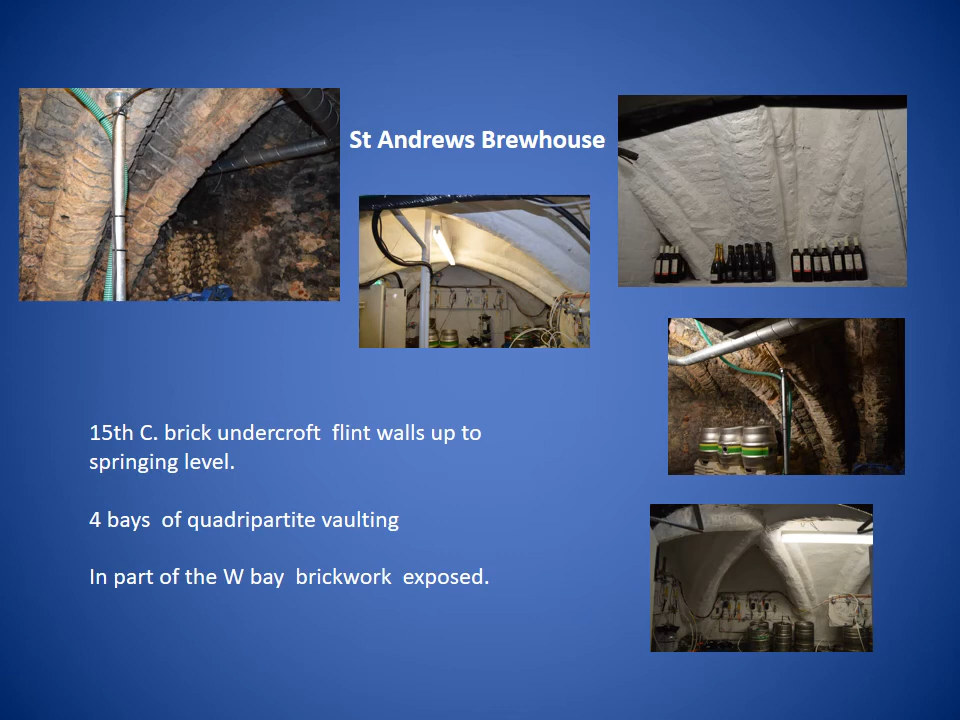 St Andrews Brewhouse
15th C. brick undercroft  flint walls up to
springing level.
4 bays  of quadripartite vaulting
In part of the W bay  brickwork  exposed.